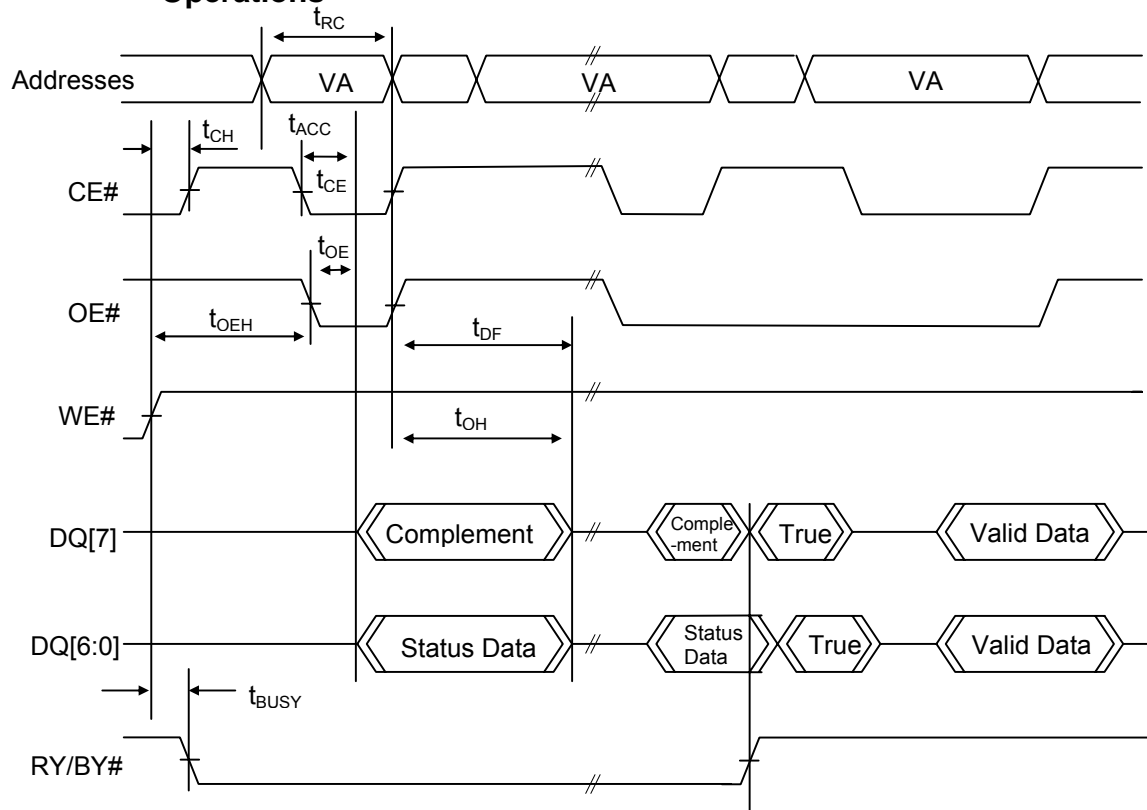 Operations
tRC
Addresses VA VA VA
tCH tACC
CE# tCE
tOE
OE# tOEH tDF
WE# tOH
DQ[7] Complement Comple True Valid Data
-ment
DQ[6:0] Status Data Status True Valid Data
Data
tBUSY
RY/BY#